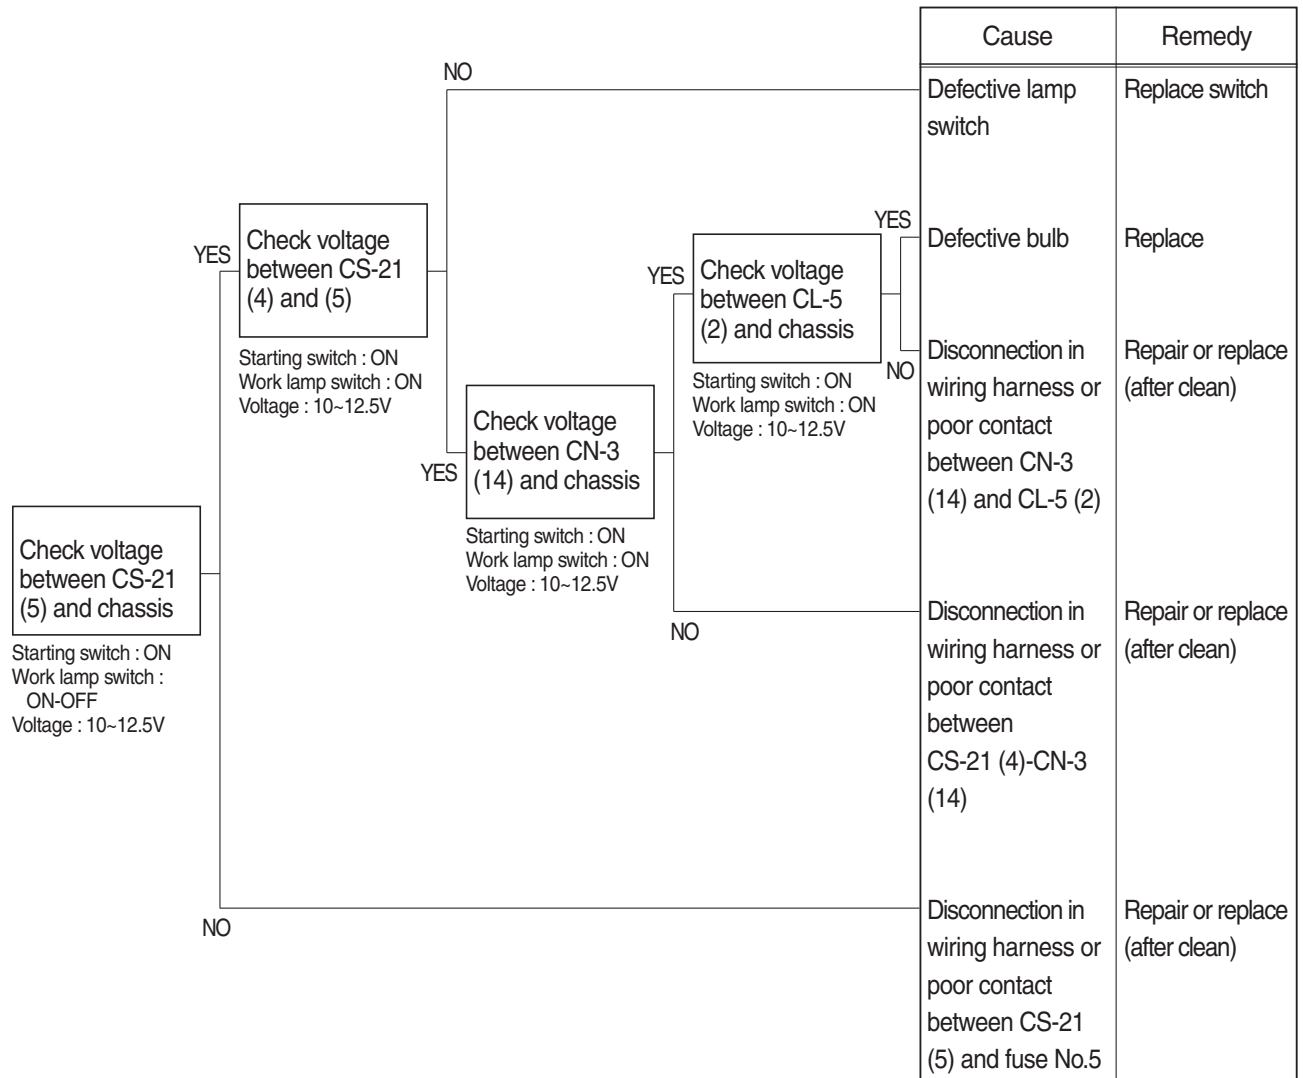 Cause
Remedy
NO
Defective lamp
switch
Replace switch
YES
Check voltage
between CS-21
(4) and (5)
Starting switch : ON
Work lamp switch : ON
Voltage : 10~12.5V
YES
Defective bulb
Replace
YES
Check voltage
between CL-5
(2) and chassis
Starting switch : ON
Work lamp switch : ON
Voltage : 10~12.5V
NO
Disconnection in
wiring harness or
poor contact
between CN-3
(14) and CL-5 (2)
Repair or replace
(after clean)
YES
Check voltage
between CN-3
(14) and chassis
Starting switch : ON
Work lamp switch : ON
Voltage : 10~12.5V
Check voltage
between CS-21
(5) and chassis
Starting switch : ON
Work lamp switch :
ON-OFF
Voltage : 10~12.5V
NO
Disconnection in
wiring harness or
poor contact
between
CS-21 (4)-CN-3
(14)
Repair or replace
(after clean)
NO
Disconnection in
wiring harness or
poor contact
between CS-21
(5) and fuse No.5
Repair or replace
(after clean)